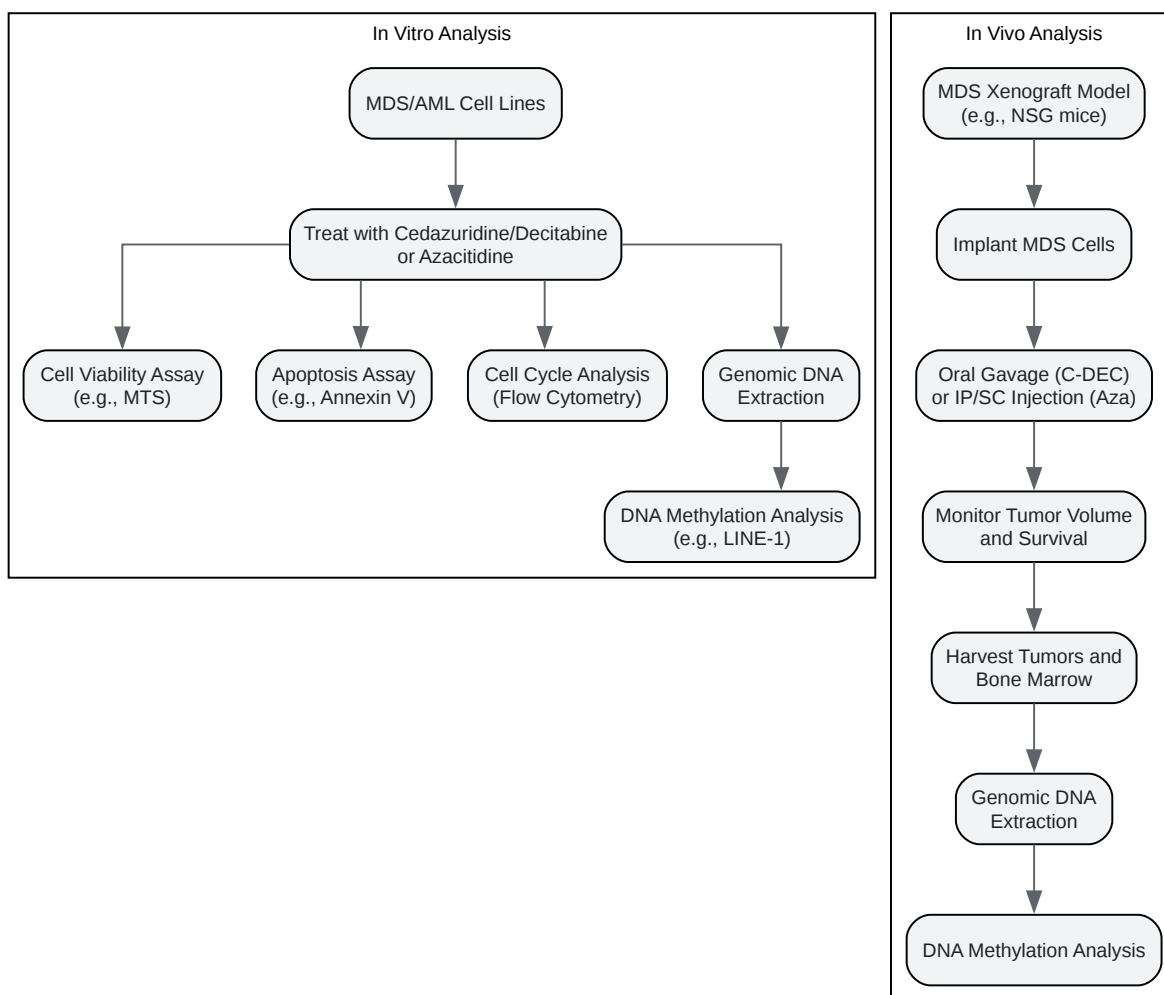 In Vitro Analysis
MDS/AML Cell Lines
Treat with Cedazuridine/Decitabine
or Azacitidine
Cell Viability Assay
(e.g., MTS)
Apoptosis Assay
(e.g., Annexin V)
Cell Cycle Analysis
(Flow Cytometry)
Genomic DNA
Extraction
DNA Methylation Analysis
(e.g., LINE-1)
In Vivo Analysis
MDS Xenograft Model
(e.g., NSG mice)
Implant MDS Cells
Oral Gavage (C-DEC)
or IP/SC Injection (Aza)
Monitor Tumor Volume
and Survival
Harvest Tumors and
Bone Marrow
Genomic DNA
Extraction
DNA Methylation Analysis